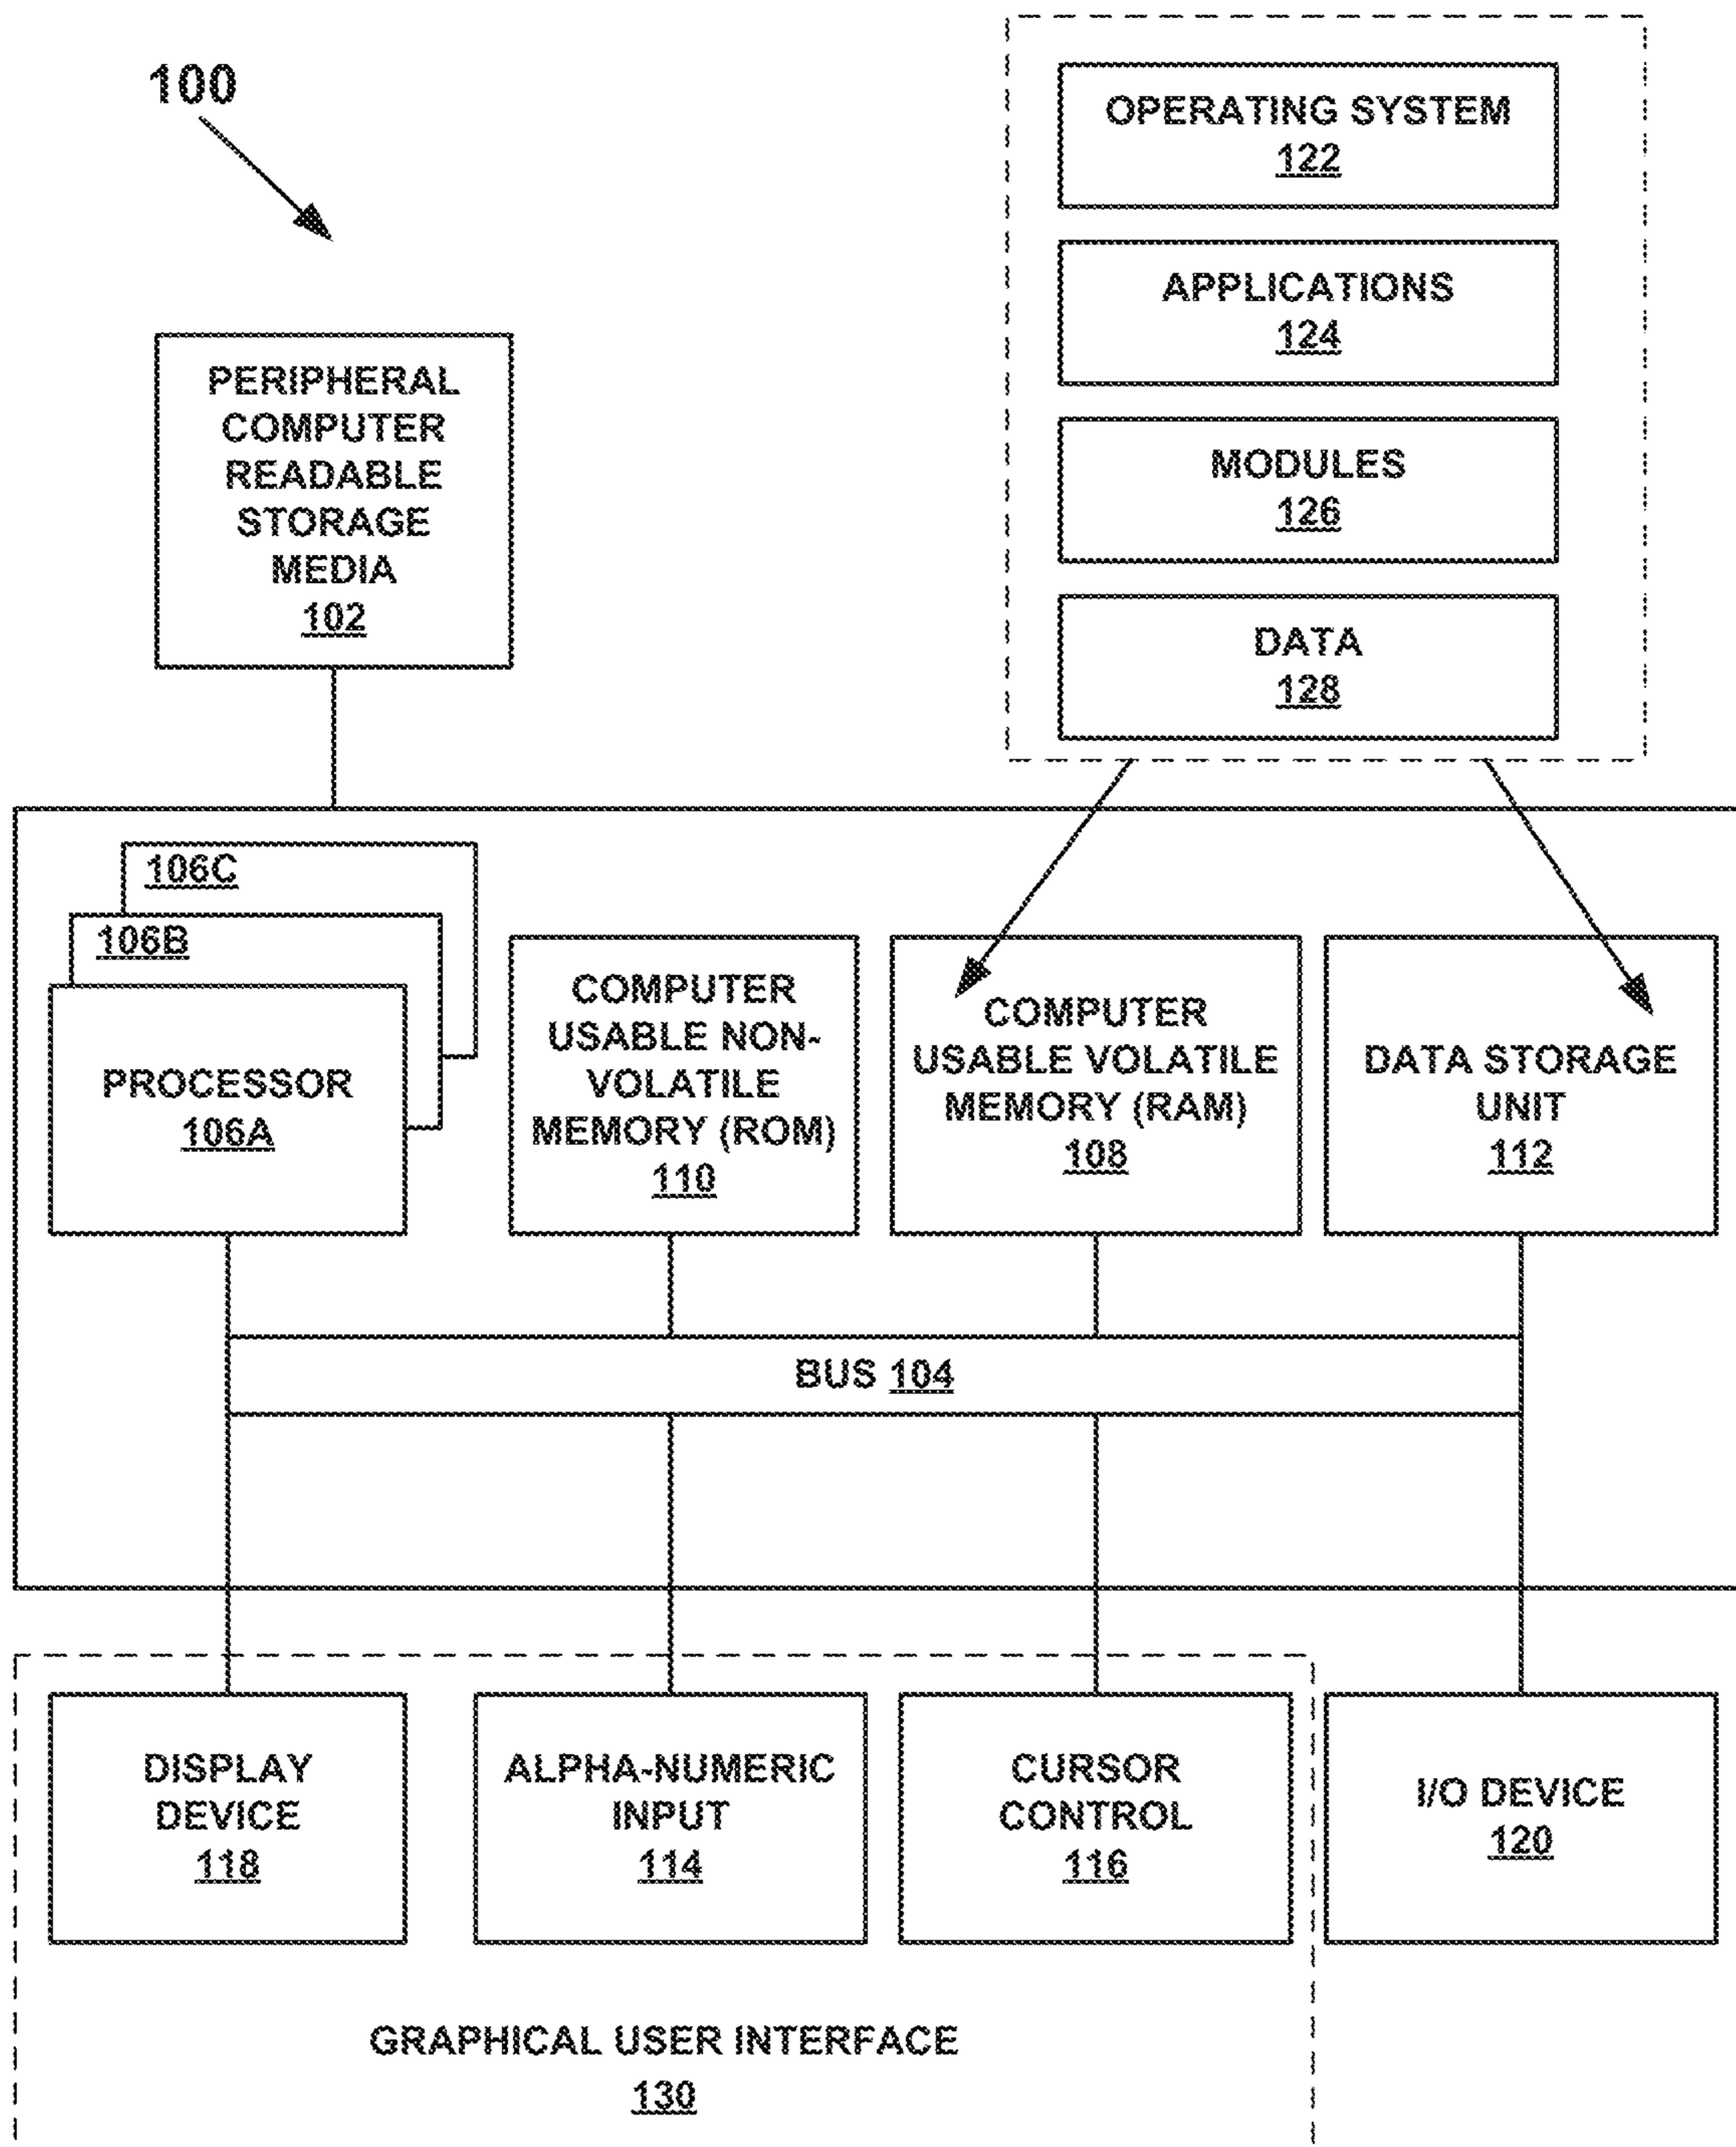 100
OPERATING SYSTEM
122
APPLICATIONS
124
MODULES
126
DATA
128
PERIPHERAL
COMPUTER
READABLE
STORAGE
MEDIA
102
106C
106B
PROCESSOR
106A
COMPUTER
USABLE NON-
VOLATILE
MEMORY (ROM)
110
COMPUTER
USABLE VOLATILE
MEMORY (RAM)
108
DATA STORAGE
UNIT
112
BUS 104
DISPLAY
DEVICE
118
ALPHA-NUMERIC
INPUT
114
CURSOR
CONTROL
116
I/O DEVICE
120
GRAPHICAL USER INTERFACE
130